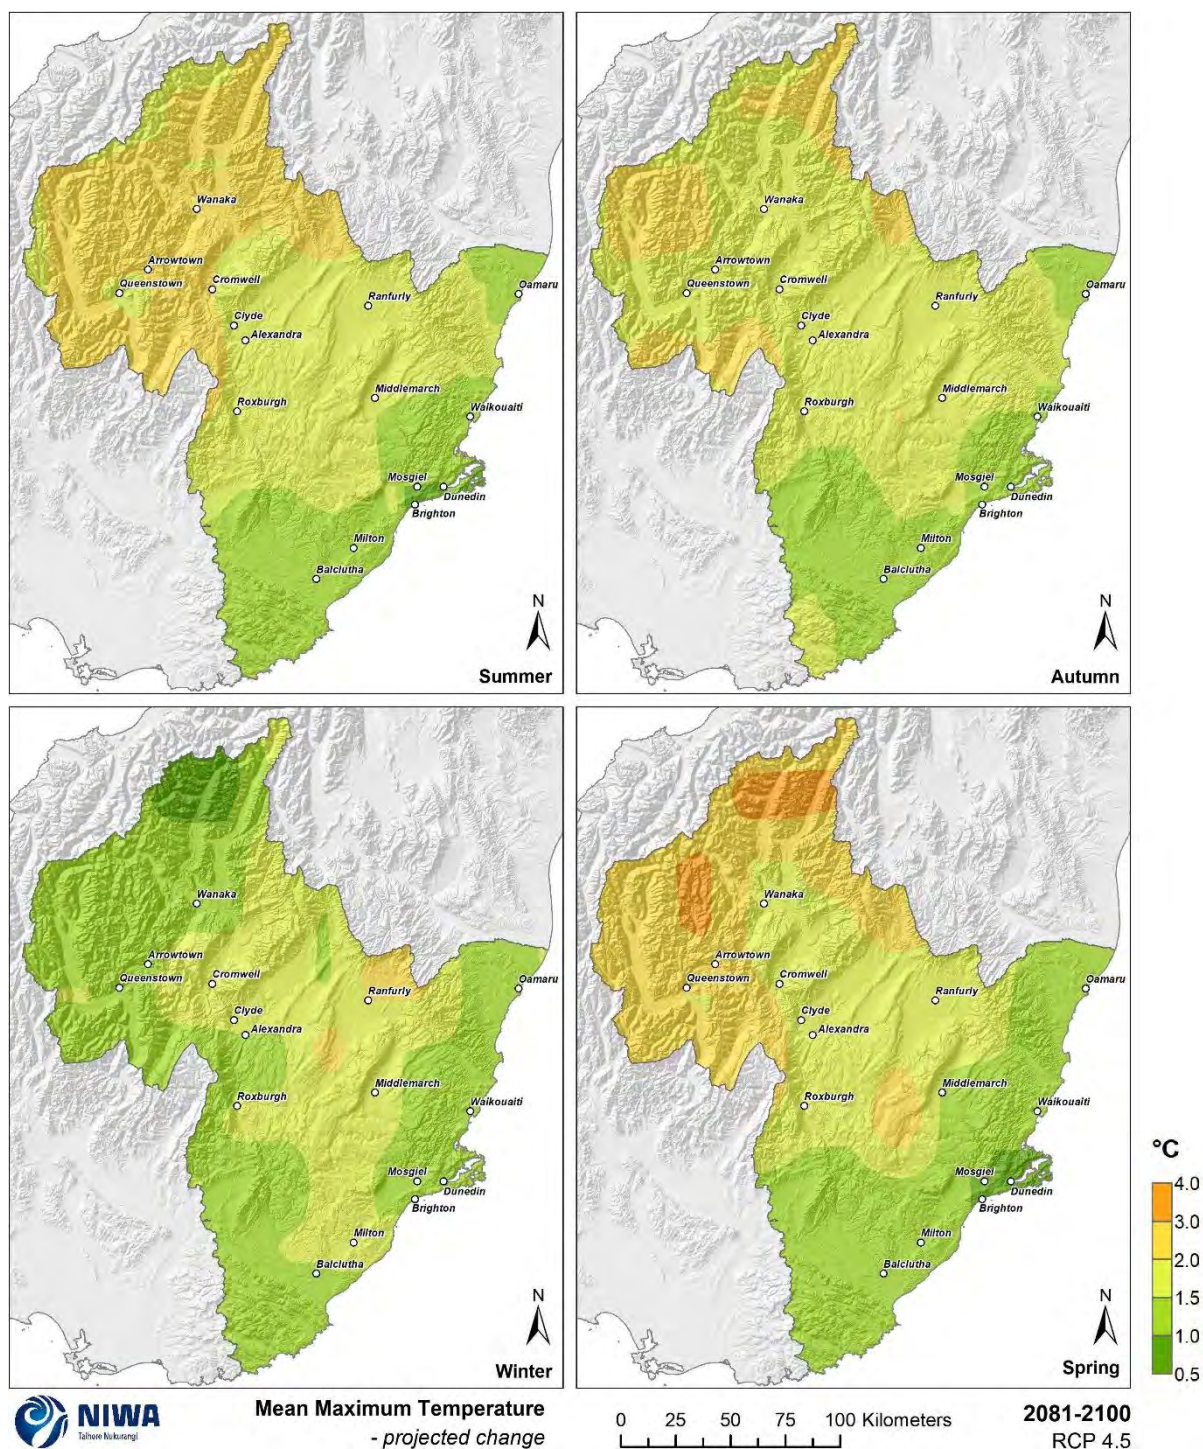 Wanaka
Arrowtown
Queenstown
Cromwell
Oamaru
Ranfurly
Clyde
Alexandra
Middlemarch
Roxburgh
Waikouaiti
Mosgiel
Dunedin
Brighton
Milton
Balclutha
N
Summer
Wanaka
Arrowtown
Queenstown
Cromwell
Oamaru
Ranfurly
Clyde
Alexandra
Middlemarch
Roxburgh
Waikouaiti
Mosgiel
Dunedin
Brighton
Milton
Balclutha
N
Autumn
Wanaka
Arrowtown
Queenstown
Cromwell
Oamaru
Ranfurly
Clyde
Alexandra
Middlemarch
Roxburgh
Waikouaiti
Mosgiel
Dunedin
Brighton
Milton
Balclutha
N
Winter
Wanaka
Arrowtown
Queenstown
Cromwell
Oamaru
Ranfurly
Clyde
Alexandra
Middlemarch
Roxburgh
Waikouaiti
Mosgiel
Dunedin
Brighton
Milton
Balclutha
N
Spring
°C
4.0
3.0
2.0
1.5
1.0
0.5
NIWA
Taihoro Nukurangi
Mean Maximum Temperature
- projected change
0 25 50 75 100 Kilometers
2081-2100
RCP 4.5